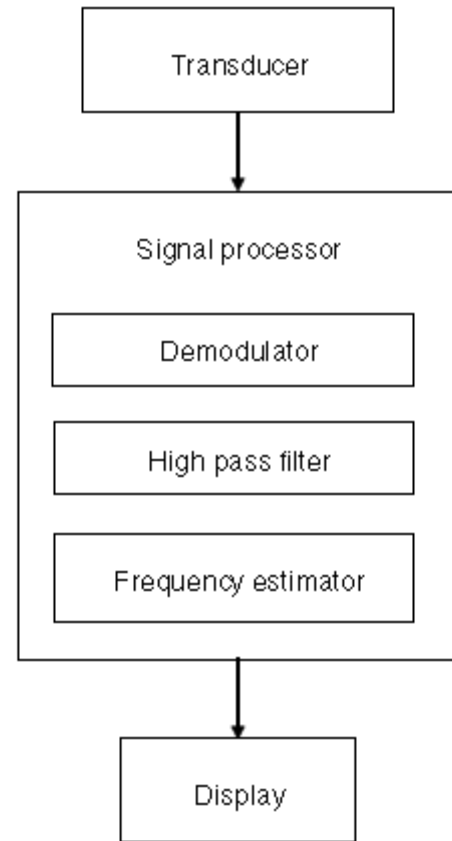 Transducer
Signal processor
Demodulator
High pass filter
Frequency estimator
Display